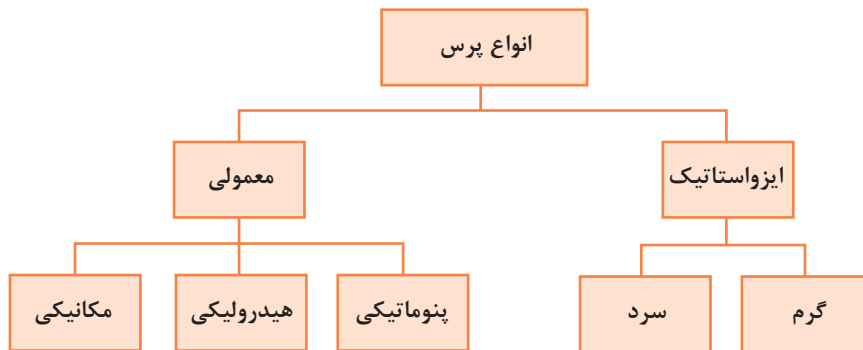 انواع پرس
ایزواستاتیک
معمولی
گرم
سرد
پنوماتیکی
هیدرولیکی
مکانیکی